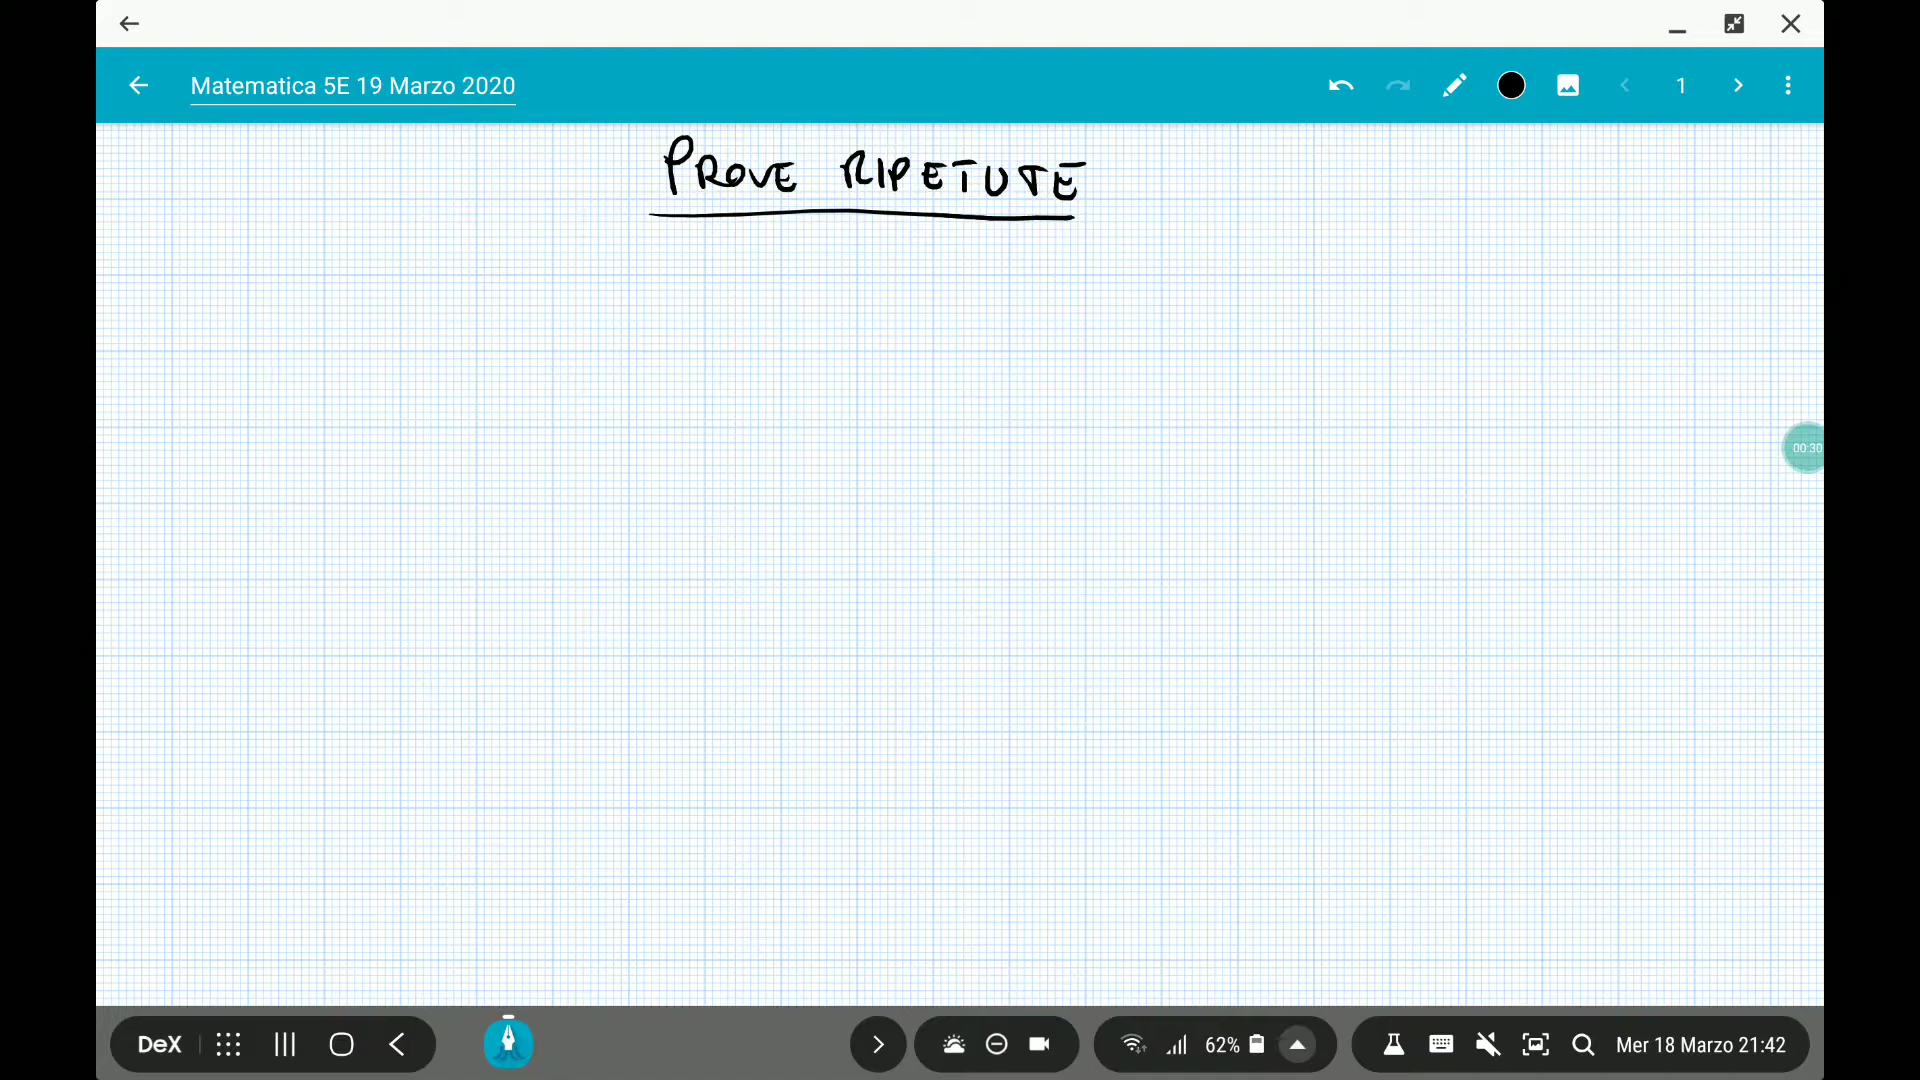 Matematica 5E 19 Marzo 2020
1
PROVE RIPETUTE
00:30
DeX
62%
Mer 18 Marzo 21:42